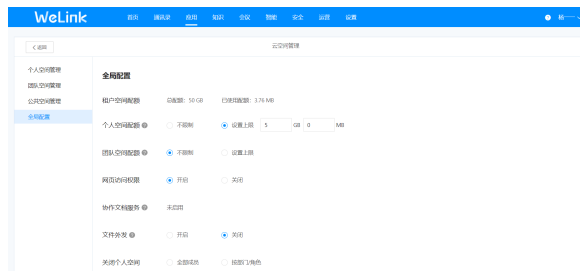 WeLink 首页 通讯录 应用 知识 会议 智能 安全 运营 设置 杨一
返回 云空间管理
个人空间管理
团队空间管理
公共空间管理
全局配置
全局配置
租户空间配额 总配额: 50 GB 已使用配额: 3.76 MB
个人空间配额 不限制 设置上限 5 GB 0 MB
团队空间配额 不限制 设置上限
网页访问权限 开启 关闭
协作文档服务 未启用
文件外发 开启 关闭
关闭个人空间 全部成员 按部门/角色